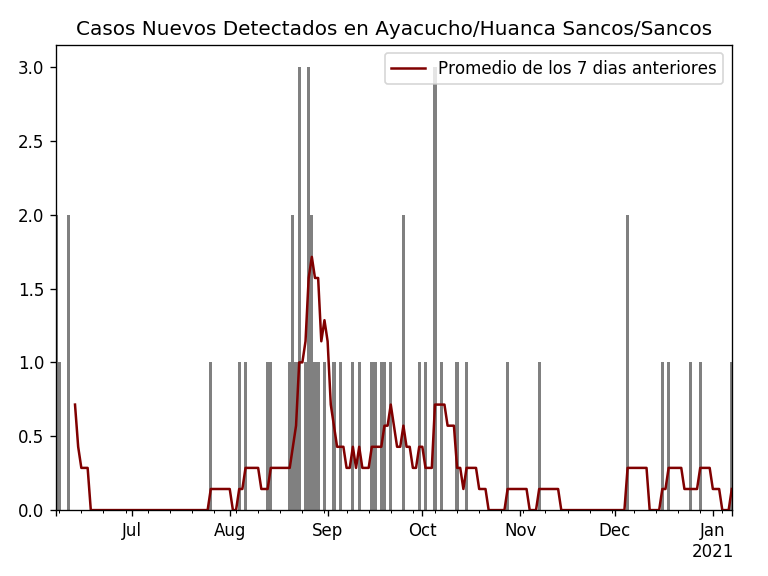 Casos Nuevos Detectados en Ayacucho/Huanca Sancos/Sancos
Promedio de los 7 dias anteriores
3.0
2.5
2.0
1.5
1.0
0.5
0.0
Jul Aug Sep Oct Nov Dec Jan
2021